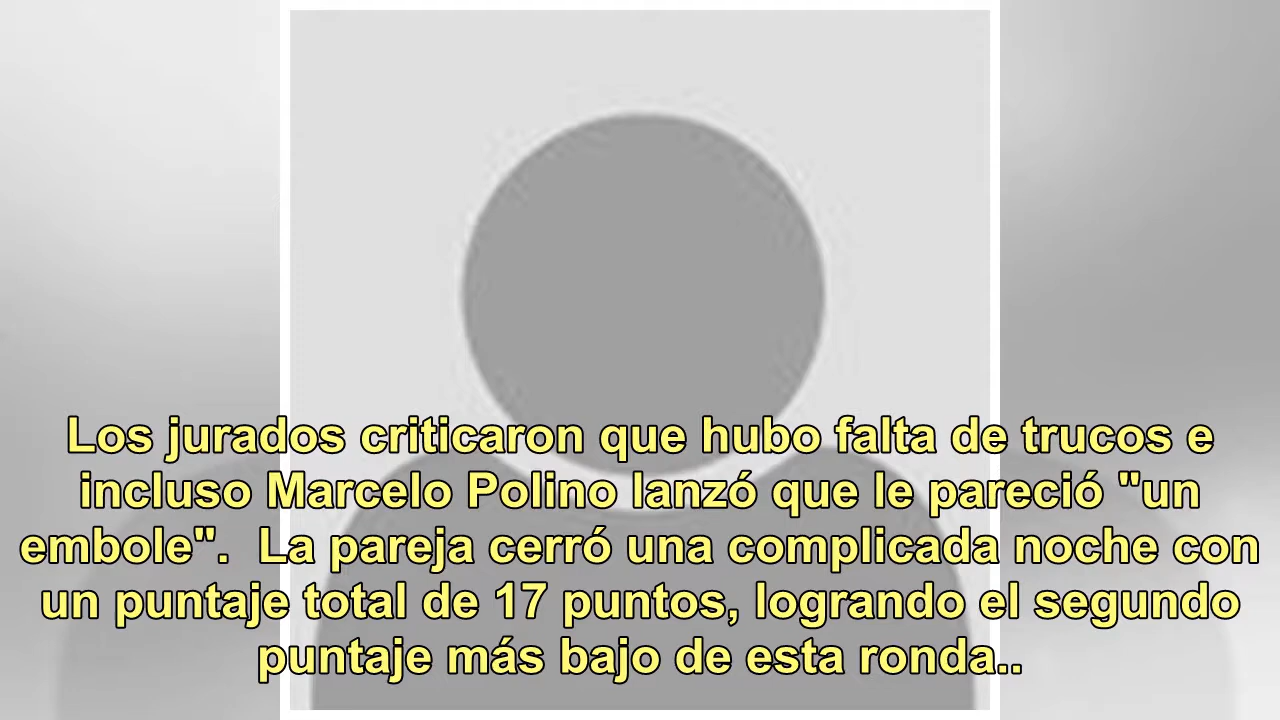 Los jurados criticaron que hubo falta de trucos e
incluso Marcelo Polino lanzó que le pareció "un
embole".  La pareja cerró una complicada noche con
un puntaje total de 17 puntos, logrando el segundo
puntaje más bajo de esta ronda..